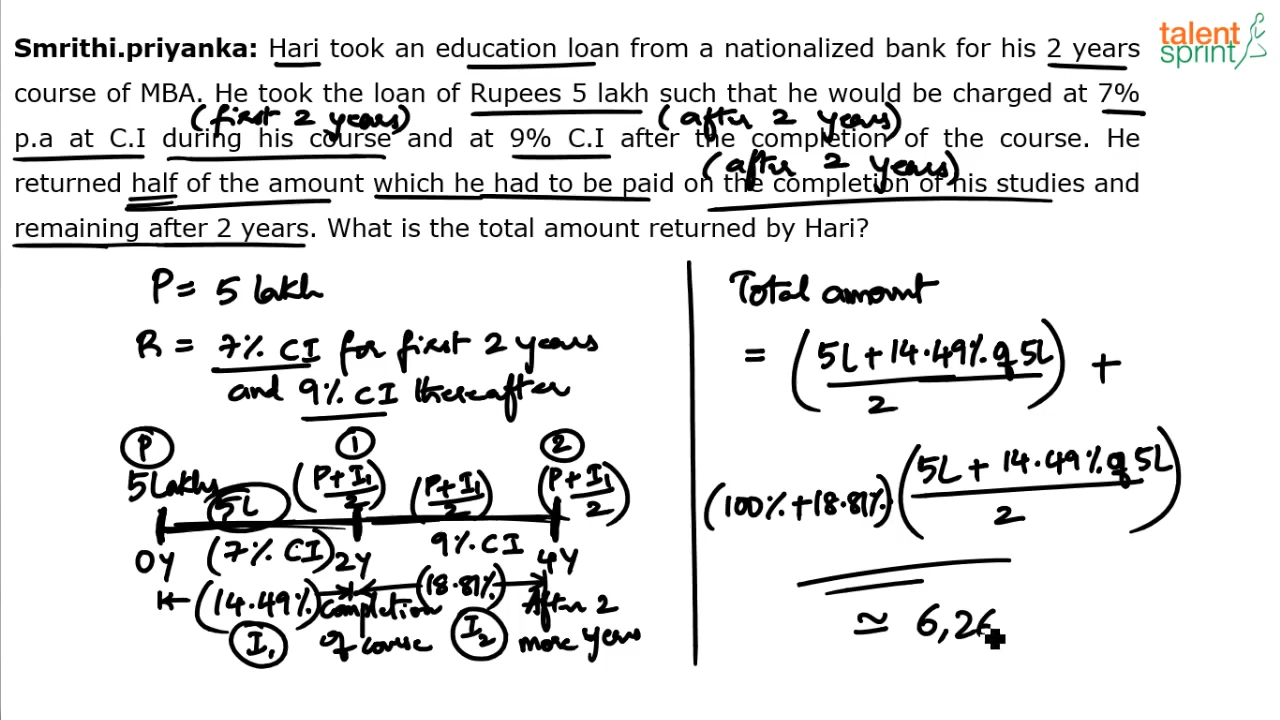 talent
sprint
Smrithi.priyanka: Hari took an education loan from a nationalized bank for his 2 years
course of MBA. He took the loan of Rupees 5 lakh such that he would be charged at 7%
(first 2 years) (after 2 years)
p.a at C.I during his course and at 9% C.I after the completion of the course. He
(after 2 years)
returned half of the amount which he had to be paid on the completion of his studies and
remaining after 2 years. What is the total amount returned by Hari?
P = 5 lakh
R = 7% CI for first 2 years
and 9% CI thereafter
P 1 2
5 Lakhs 5L (P+I1/2) (P+I1/2) (P+I1/2)
0Y (7% CI) 2Y 9% CI 4Y
(14.49%) Completion of course (18.81%) After 2 more years
I1 I2
Total amount
= (5L + 14.49% of 5L / 2) +
(100% + 18.81%) (5L + 14.49% of 5L / 2)
≃ 6,26